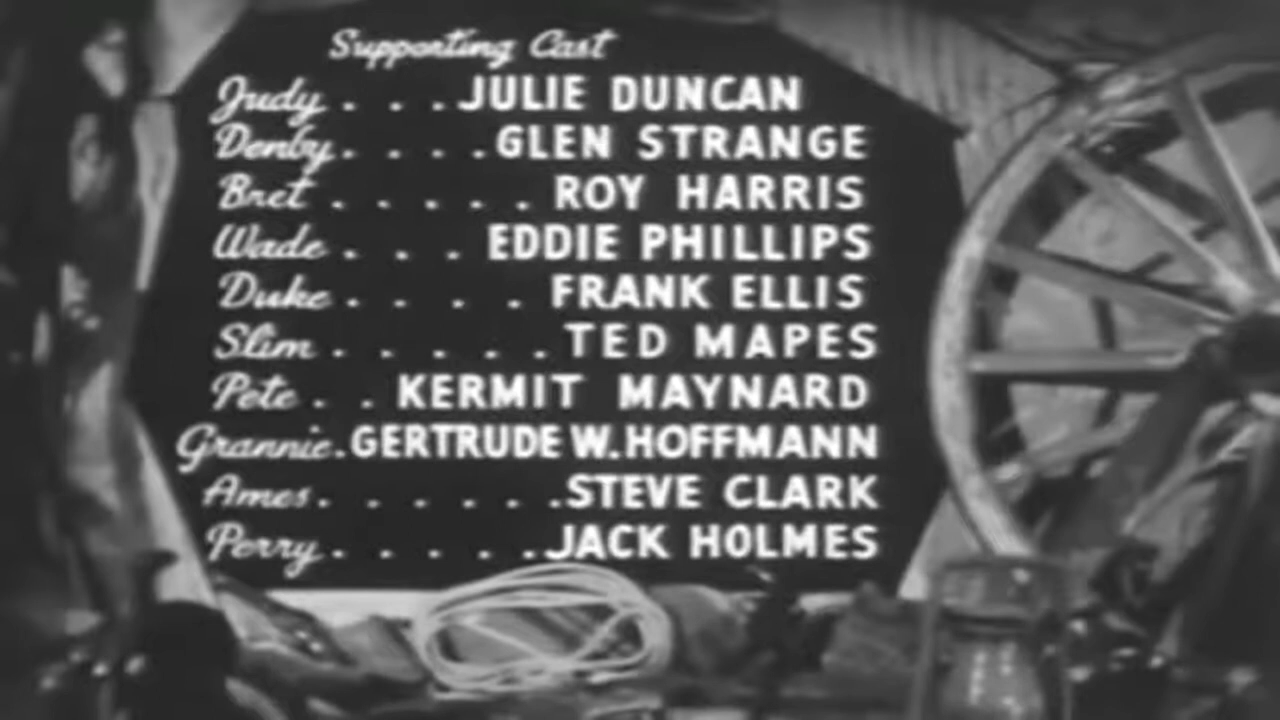 Supporting Cast
Judy . . . JULIE DUNCAN
Denby . . . . GLEN STRANGE
Bret . . . . . ROY HARRIS
Wade . . . EDDIE PHILLIPS
Duke . . . . FRANK ELLIS
Slim . . . . . TED MAPES
Pete . . KERMIT MAYNARD
Grannie . GERTRUDE W. HOFFMANN
Ames . . . . . . STEVE CLARK
Perry . . . . . JACK HOLMES